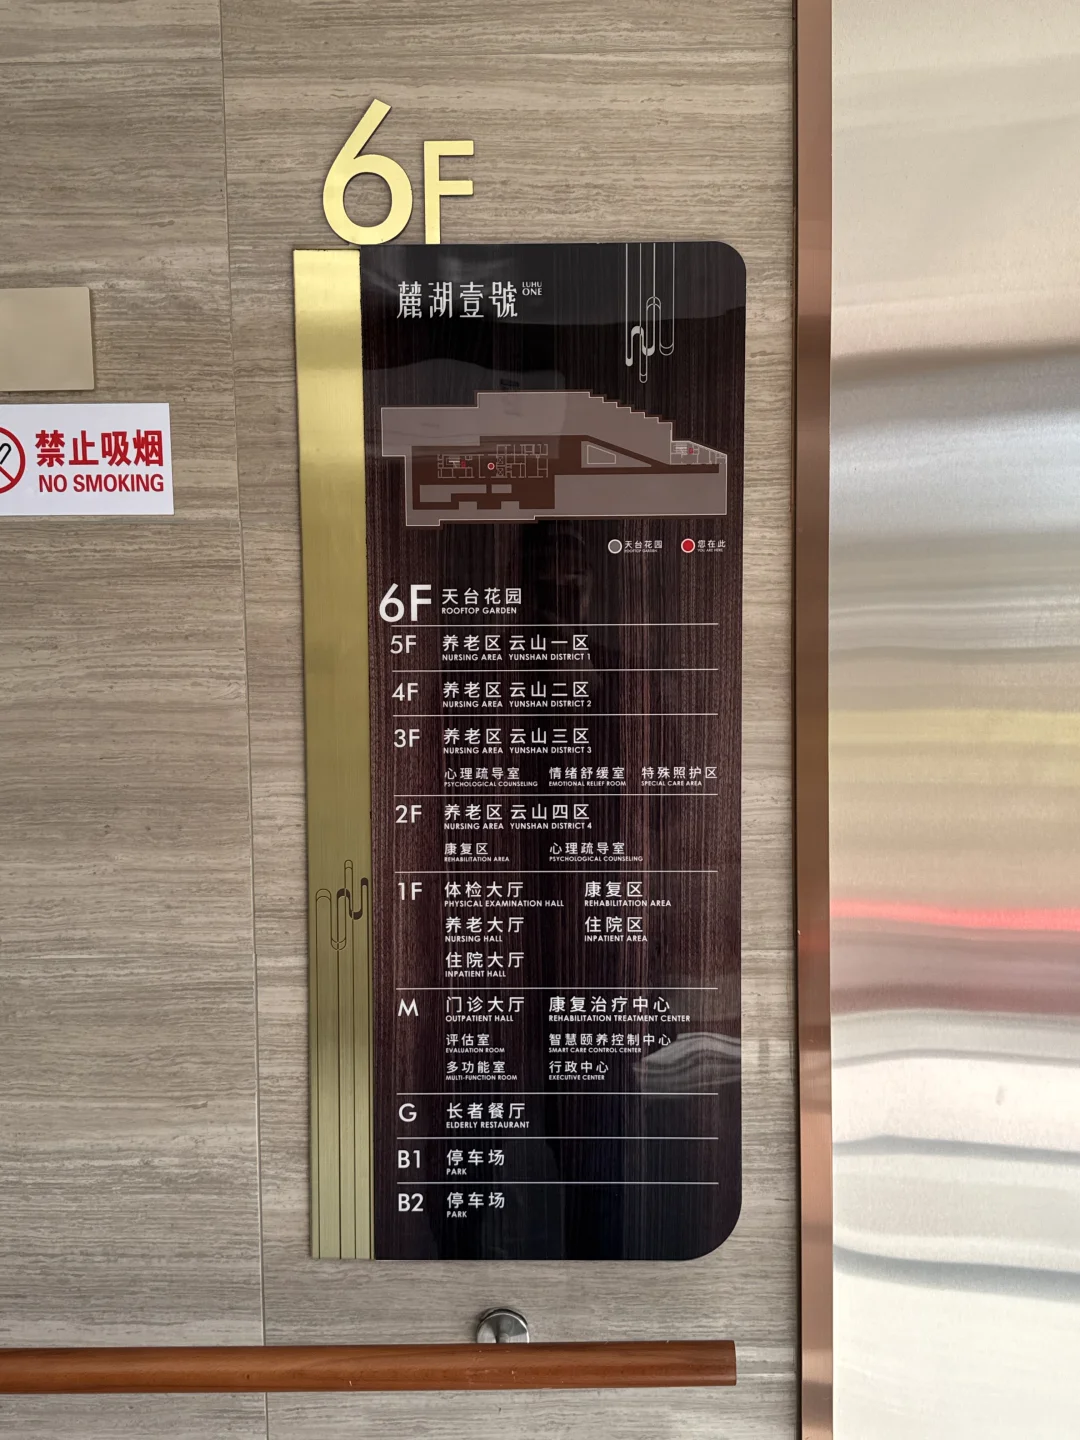 6F
麓湖壹號 LUHU ONE
禁止吸烟
NO SMOKING
天台花园 您在此
ROOFTOP GARDEN YOU ARE HERE
6F 天台花园
ROOFTOP GARDEN
5F 养老区 云山一区
NURSING AREA YUNSHAN DISTRICT 1
4F 养老区 云山二区
NURSING AREA YUNSHAN DISTRICT 2
3F 养老区 云山三区
NURSING AREA YUNSHAN DISTRICT 3
心理疏导室 情绪舒缓室 特殊照护区
PSYCHOLOGICAL COUNSELING EMOTIONAL RELIEF ROOM SPECIAL CARE AREA
2F 养老区 云山四区
NURSING AREA YUNSHAN DISTRICT 4
康复区 心理疏导室
REHABILITATION AREA PSYCHOLOGICAL COUNSELING
1F 体检大厅 康复区
PHYSICAL EXAMINATION HALL REHABILITATION AREA
养老大厅 住院区
NURSING HALL INPATIENT AREA
住院大厅
INPATIENT HALL
M 门诊大厅 康复治疗中心
OUTPATIENT HALL REHABILITATION TREATMENT CENTER
评估室 智慧颐养控制中心
EVALUATION ROOM SMART CARE CONTROL CENTER
多功能室 行政中心
MULTI-FUNCTION ROOM EXECUTIVE CENTER
G 长者餐厅
ELDERLY RESTAURANT
B1 停车场
PARK
B2 停车场
PARK